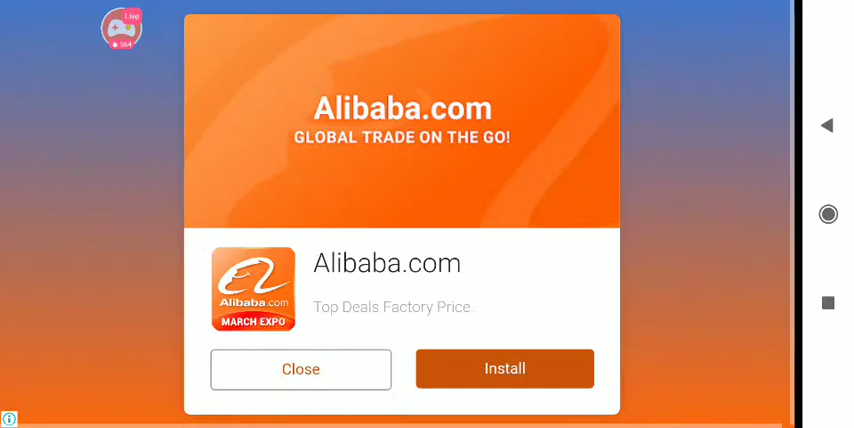 Live
564
Alibaba.com
GLOBAL TRADE ON THE GO!
Alibaba.com
MARCH EXPO
Alibaba.com
Top Deals Factory Price.
Close
Install